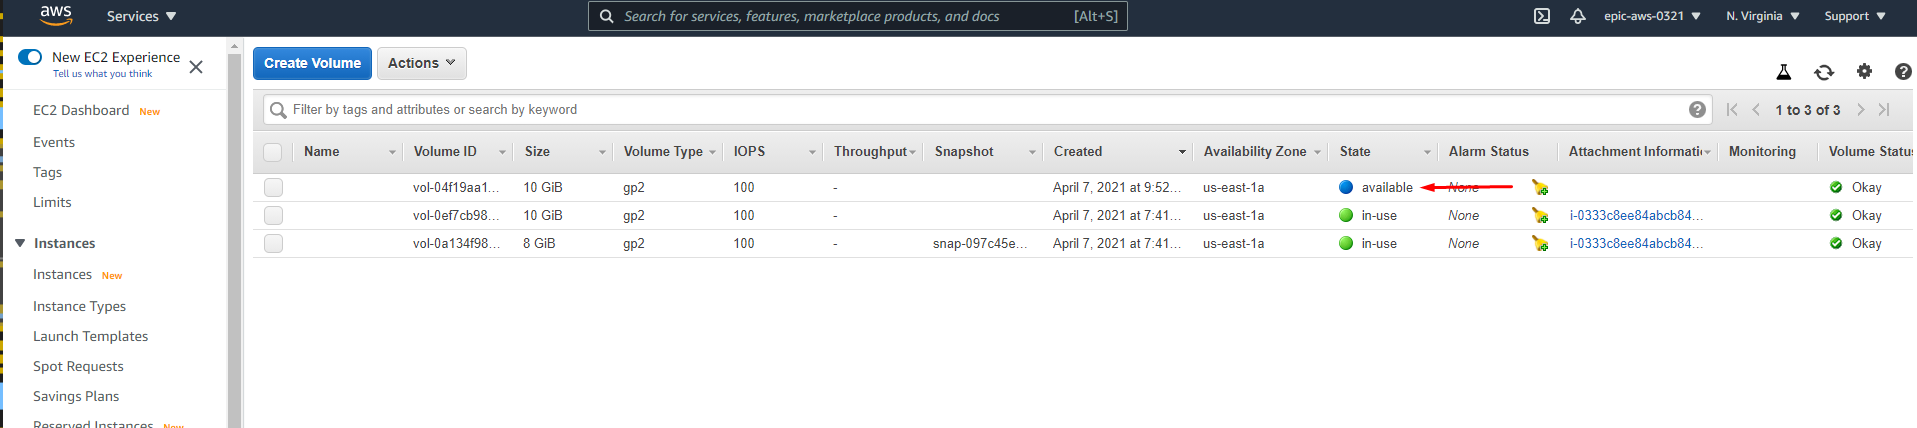 aws Services Search for services, features, marketplace products, and docs [Alt+S] epic-aws-0321 N. Virginia Support
New EC2 Experience
Tell us what you think
EC2 Dashboard New
Events
Tags
Limits
Instances
Instances New
Instance Types
Launch Templates
Spot Requests
Savings Plans
Reserved Instances New
Create Volume Actions
Filter by tags and attributes or search by keyword 1 to 3 of 3
Name Volume ID Size Volume Type IOPS Throughput Snapshot Created Availability Zone State Alarm Status Attachment Informati Monitoring Volume Status
vol-04f19aa1... 10 GiB gp2 100 - April 7, 2021 at 9:52... us-east-1a available None Okay
vol-0ef7cb98... 10 GiB gp2 100 - April 7, 2021 at 7:41... us-east-1a in-use None i-0333c8ee84abcb84... Okay
vol-0a134f98... 8 GiB gp2 100 - snap-097c45e... April 7, 2021 at 7:41... us-east-1a in-use None i-0333c8ee84abcb84... Okay